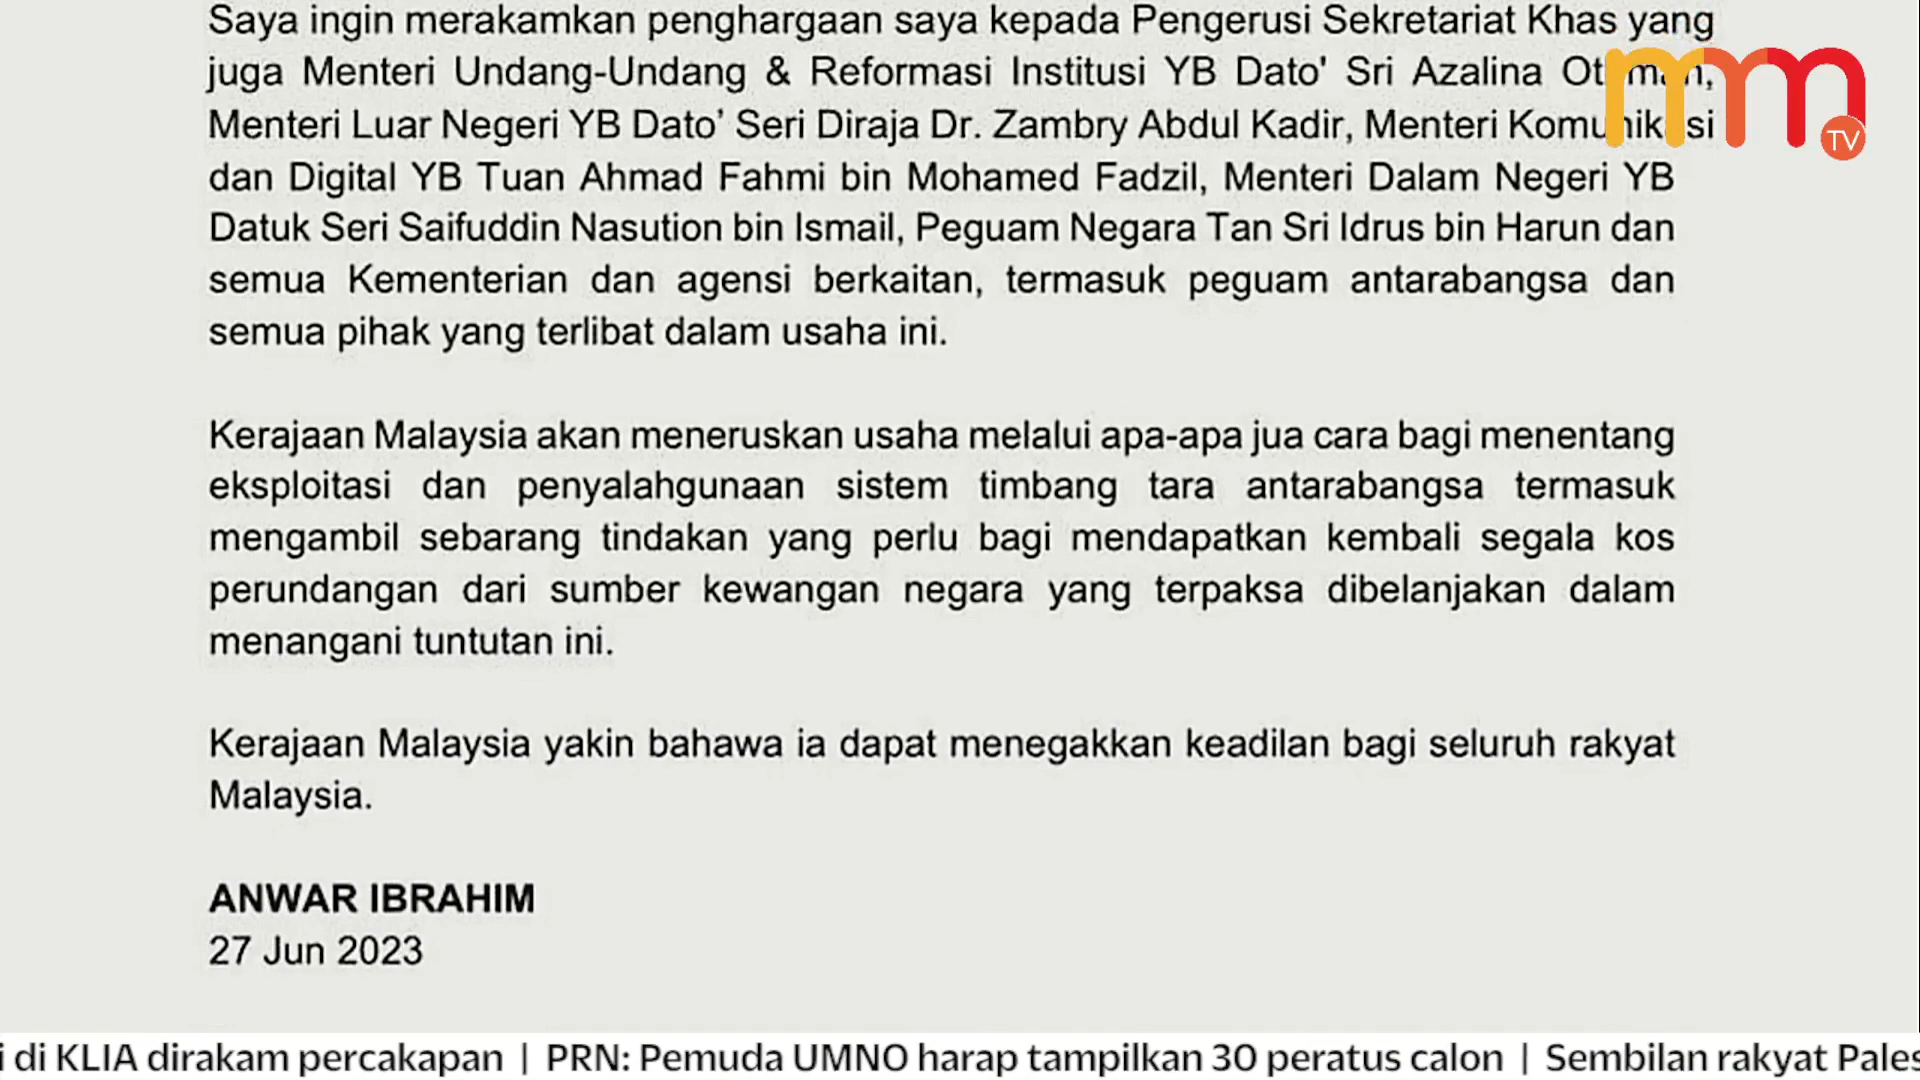 Saya ingin merakamkan penghargaan saya kepada Pengerusi Sekretariat Khas yang
juga Menteri Undang-Undang & Reformasi Institusi YB Dato' Sri Azalina Othman,
Menteri Luar Negeri YB Dato' Seri Diraja Dr. Zambry Abdul Kadir, Menteri Komunikasi
dan Digital YB Tuan Ahmad Fahmi bin Mohamed Fadzil, Menteri Dalam Negeri YB
Datuk Seri Saifuddin Nasution bin Ismail, Peguam Negara Tan Sri Idrus bin Harun dan
semua Kementerian dan agensi berkaitan, termasuk peguam antarabangsa dan
semua pihak yang terlibat dalam usaha ini.
Kerajaan Malaysia akan meneruskan usaha melalui apa-apa jua cara bagi menentang
eksploitasi dan penyalahgunaan sistem timbang tara antarabangsa termasuk
mengambil sebarang tindakan yang perlu bagi mendapatkan kembali segala kos
perundangan dari sumber kewangan negara yang terpaksa dibelanjakan dalam
menangani tuntutan ini.
Kerajaan Malaysia yakin bahawa ia dapat menegakkan keadilan bagi seluruh rakyat
Malaysia.
ANWAR IBRAHIM
27 Jun 2023
mm TV
i di KLIA dirakam percakapan | PRN: Pemuda UMNO harap tampilkan 30 peratus calon | Sembilan rakyat Pales